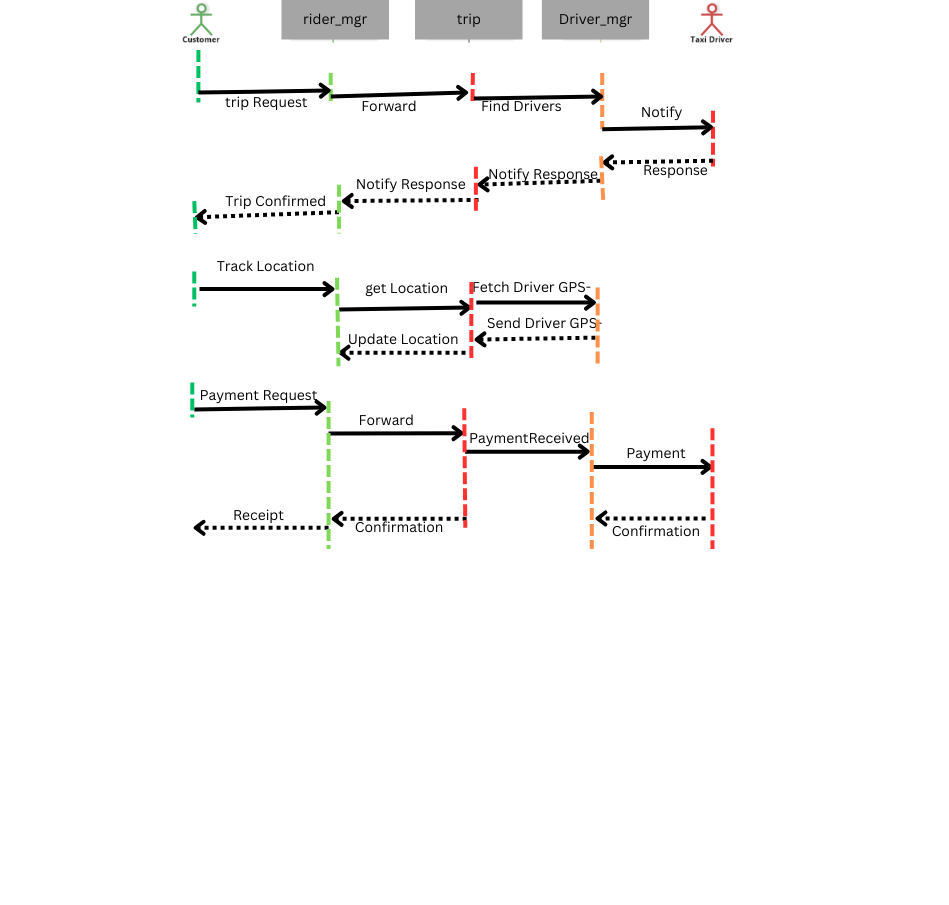 rider_mgr
trip
Driver_mgr
Customer
Taxi Driver
trip Request
Forward
Find Drivers
Notify
Response
Notify Response
Notify Response
Trip Confirmed
Track Location
get Location
Fetch Driver GPS-
Send Driver GPS-
Update Location
Payment Request
Forward
PaymentReceived
Payment
Receipt
Confirmation
Confirmation